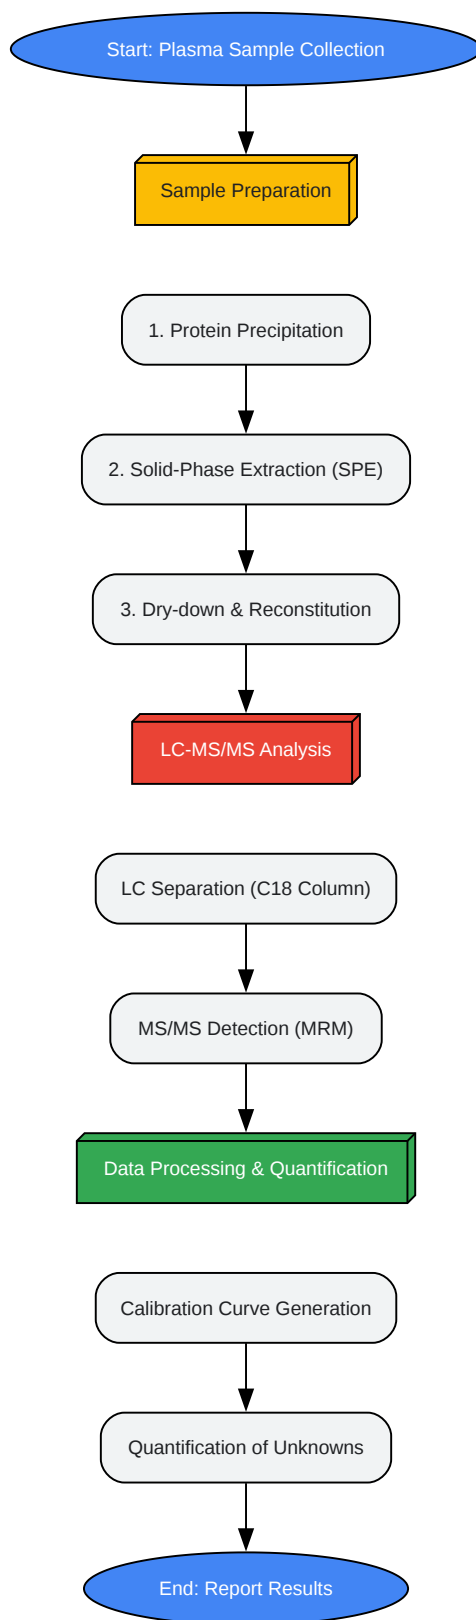 Start: Plasma Sample Collection
Sample Preparation
1. Protein Precipitation
2. Solid-Phase Extraction (SPE)
3. Dry-down & Reconstitution
LC-MS/MS Analysis
LC Separation (C18 Column)
MS/MS Detection (MRM)
Data Processing & Quantification
Calibration Curve Generation
Quantification of Unknowns
End: Report Results